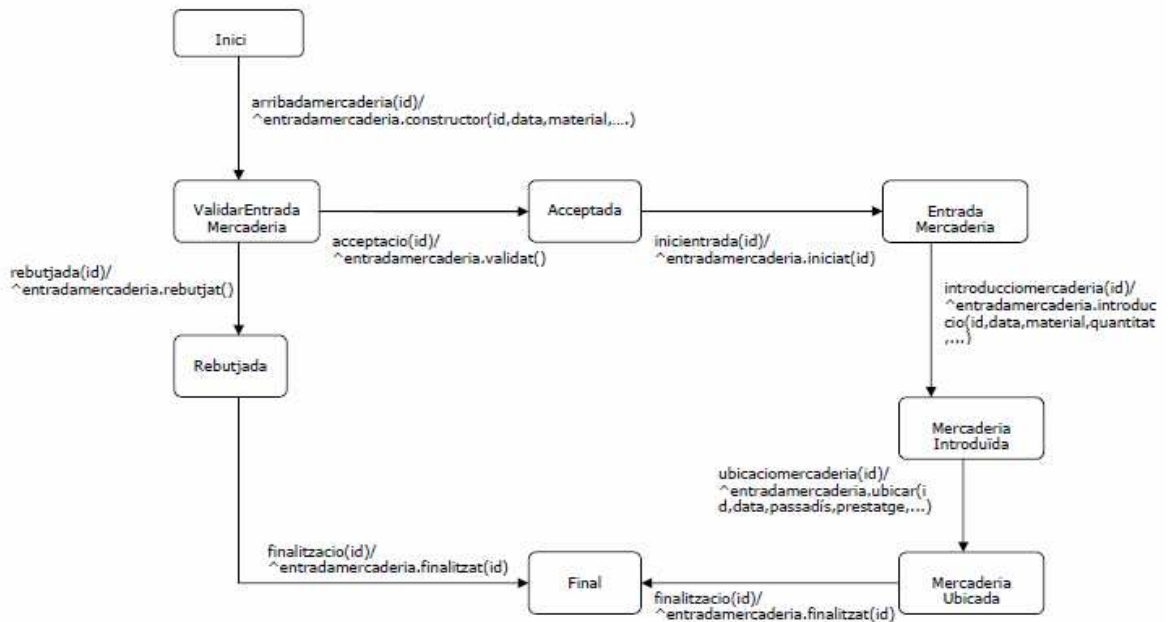 Inici
arribadamercaderia(id)/
^entradamercaderia.constructor(id,data,material,....)
ValidarEntrada
Mercaderia
Acceptada
Entrada
Mercaderia
acceptacio(id)/
^entradamercaderia.validat()
inicientrada(id)/
^entradamercaderia.iniciat(id)
rebutjada(id)/
^entradamercaderia.rebutjat()
introducciomercaderia(id)/
^entradamercaderia.introduc
cio(id,data,material,quantitat
,....)
Rebutjada
Mercaderia
Introduïda
ubicaciomercaderia(id)/
^entradamercaderia.ubicar(i
d,data,passadís,prestatge,...)
finalitzacio(id)/
^entradamercaderia.finalitzat(id)
Final
Mercaderia
Ubicada
finalitzacio(id)/
^entradamercaderia.finalitzat(id)